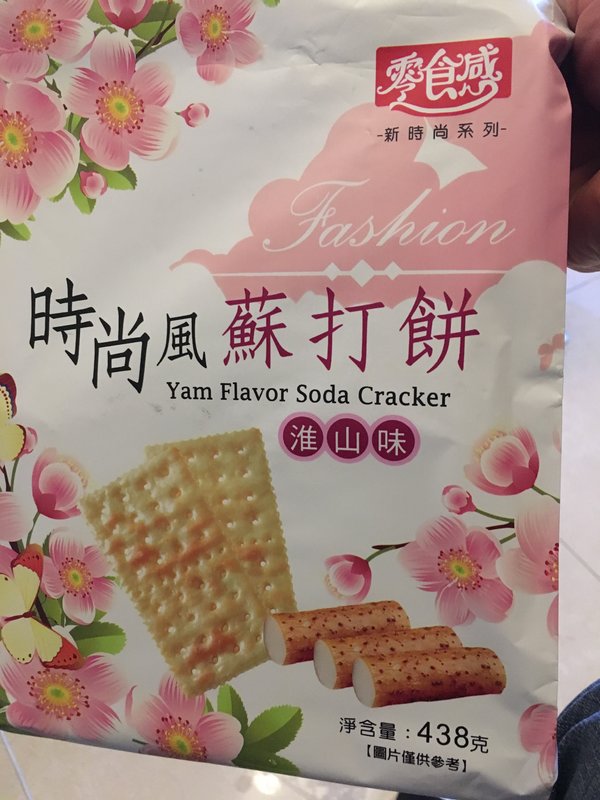 零食感
-新時尚系列-
Fashion
時尚風蘇打餅
Yam Flavor Soda Cracker
淮山味
淨含量：438克
【圖片僅供參考】